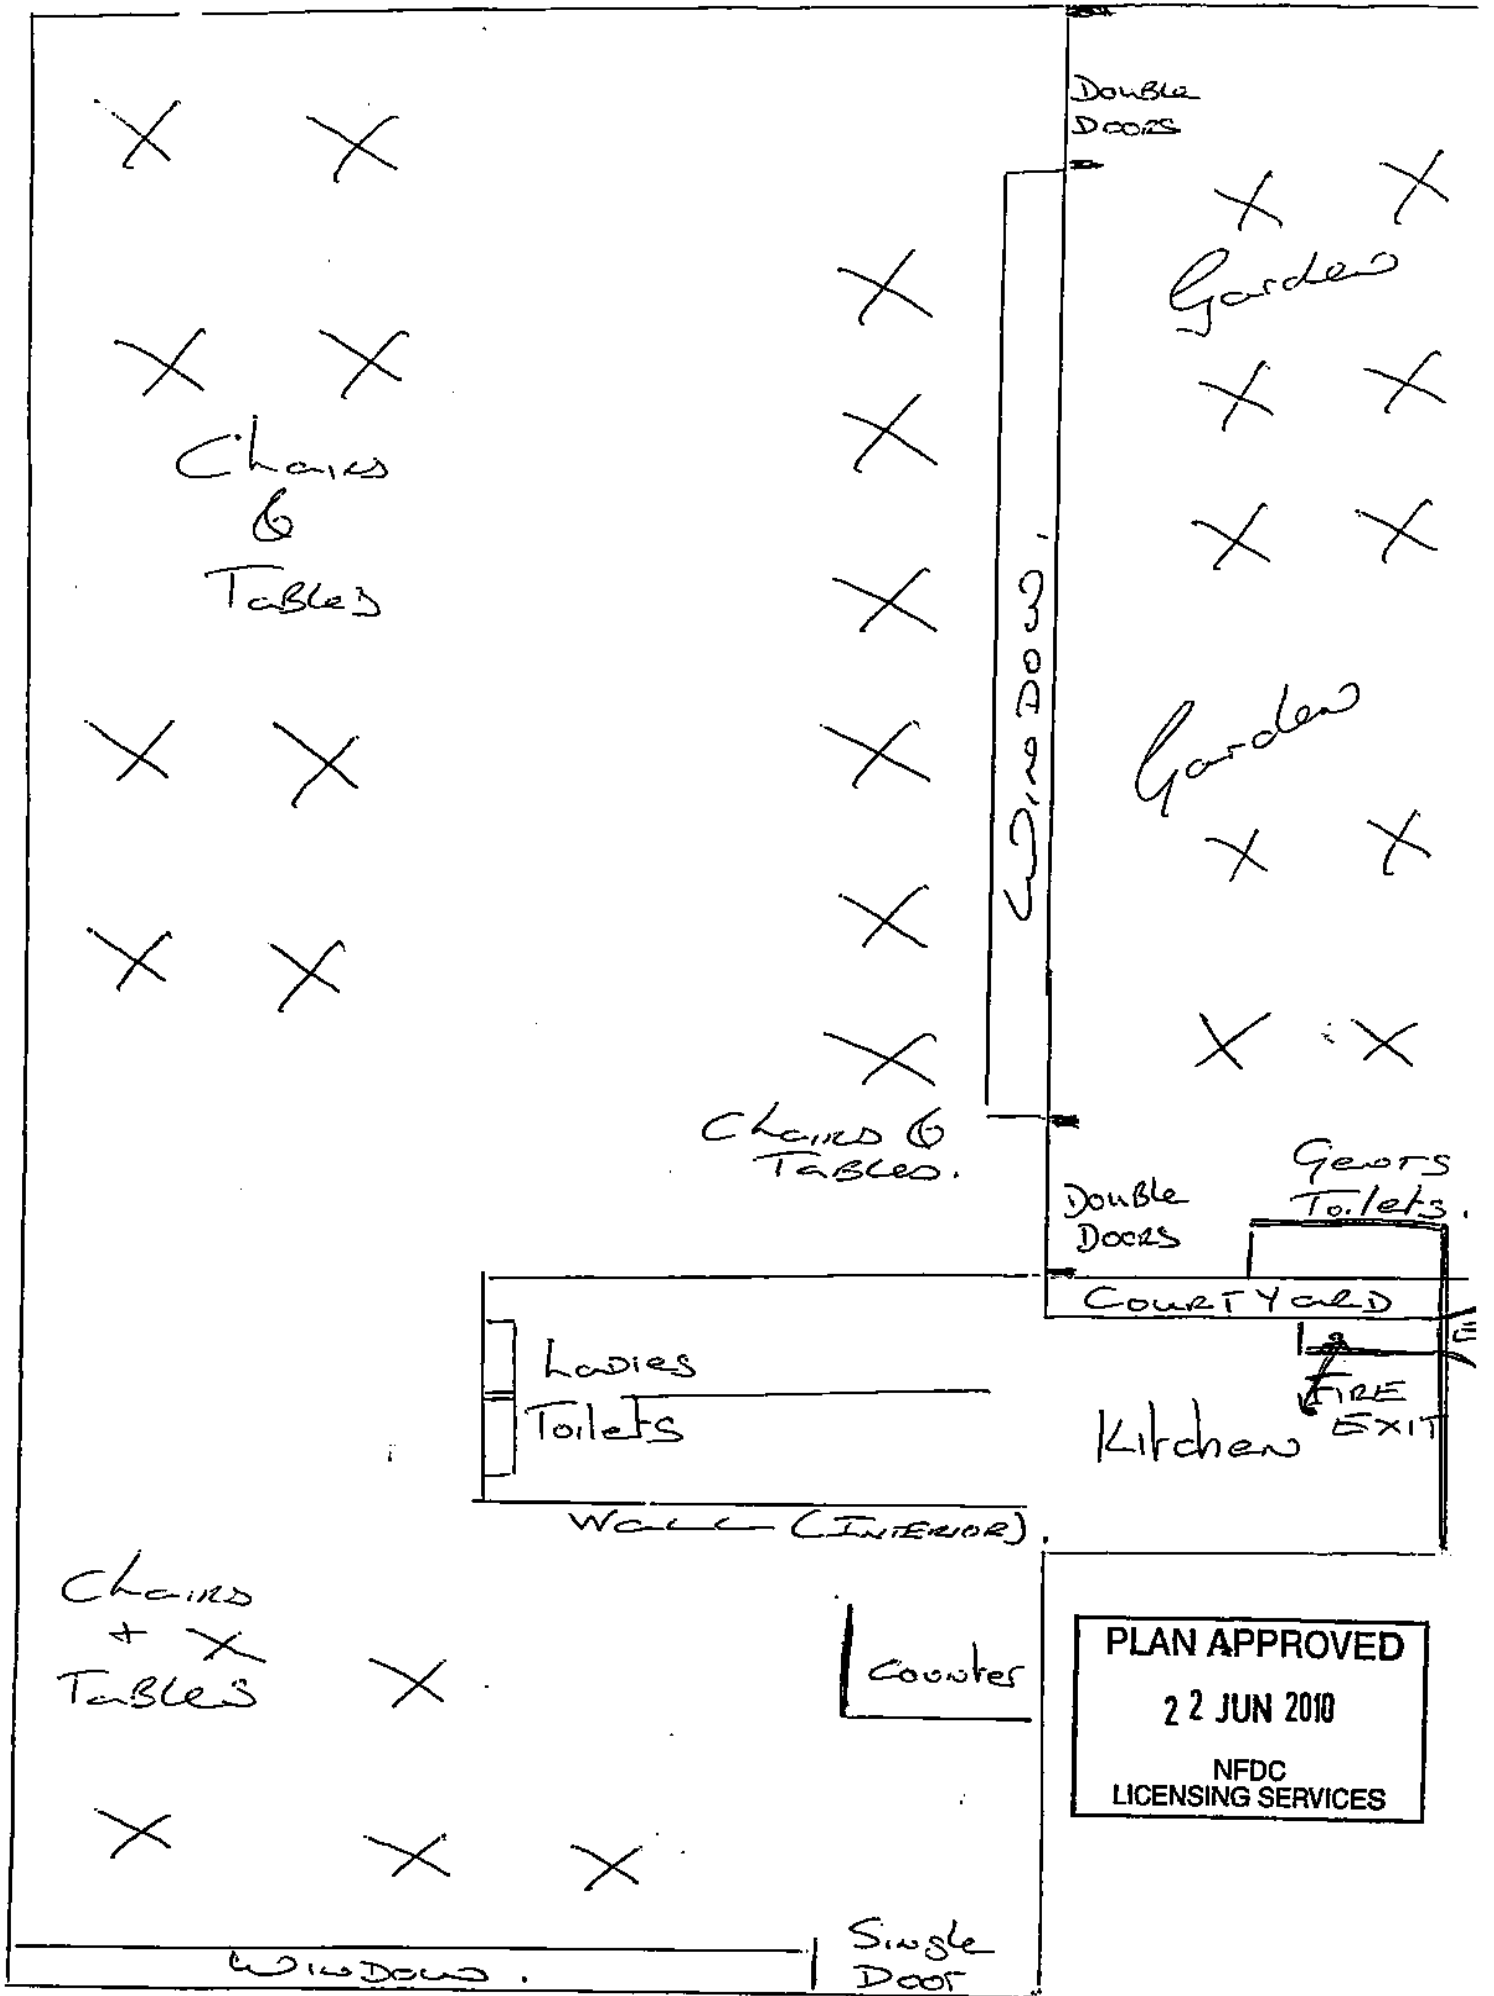 Double
Doors
Garden
Chairs
&
Tables
Window.
Garden
Chairs &
Tables.
Gents
Toilets.
Double
Doors
Courtyard
Ladies
Toilets
Fire
Exit
Kitchen
Wall (Interior).
Chairs
+
Tables
Counter
PLAN APPROVED
22 JUN 2010
NFDC
LICENSING SERVICES
Single
Door
Window.